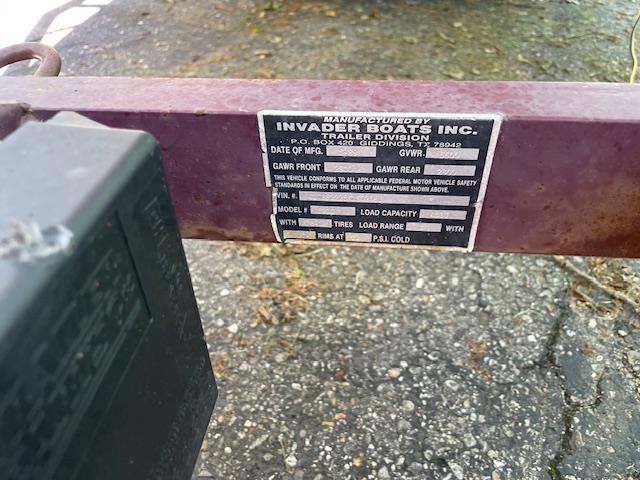 MANUFACTURED BY
INVADER BOATS INC.
TRAILER DIVISION
P.O. BOX 420 GIDDINGS, TX 78942
DATE OF MFG. GVWR.
GAWR FRONT GAWR REAR
THIS VEHICLE CONFORMS TO ALL APPLICABLE FEDERAL MOTOR VEHICLE SAFETY
STANDARDS IN EFFECT ON THE DATE OF MANUFACTURE SHOWN ABOVE.
VIN. #
MODEL # LOAD CAPACITY
WITH TIRES LOAD RANGE WITH
RIMS AT P.S.I. COLD